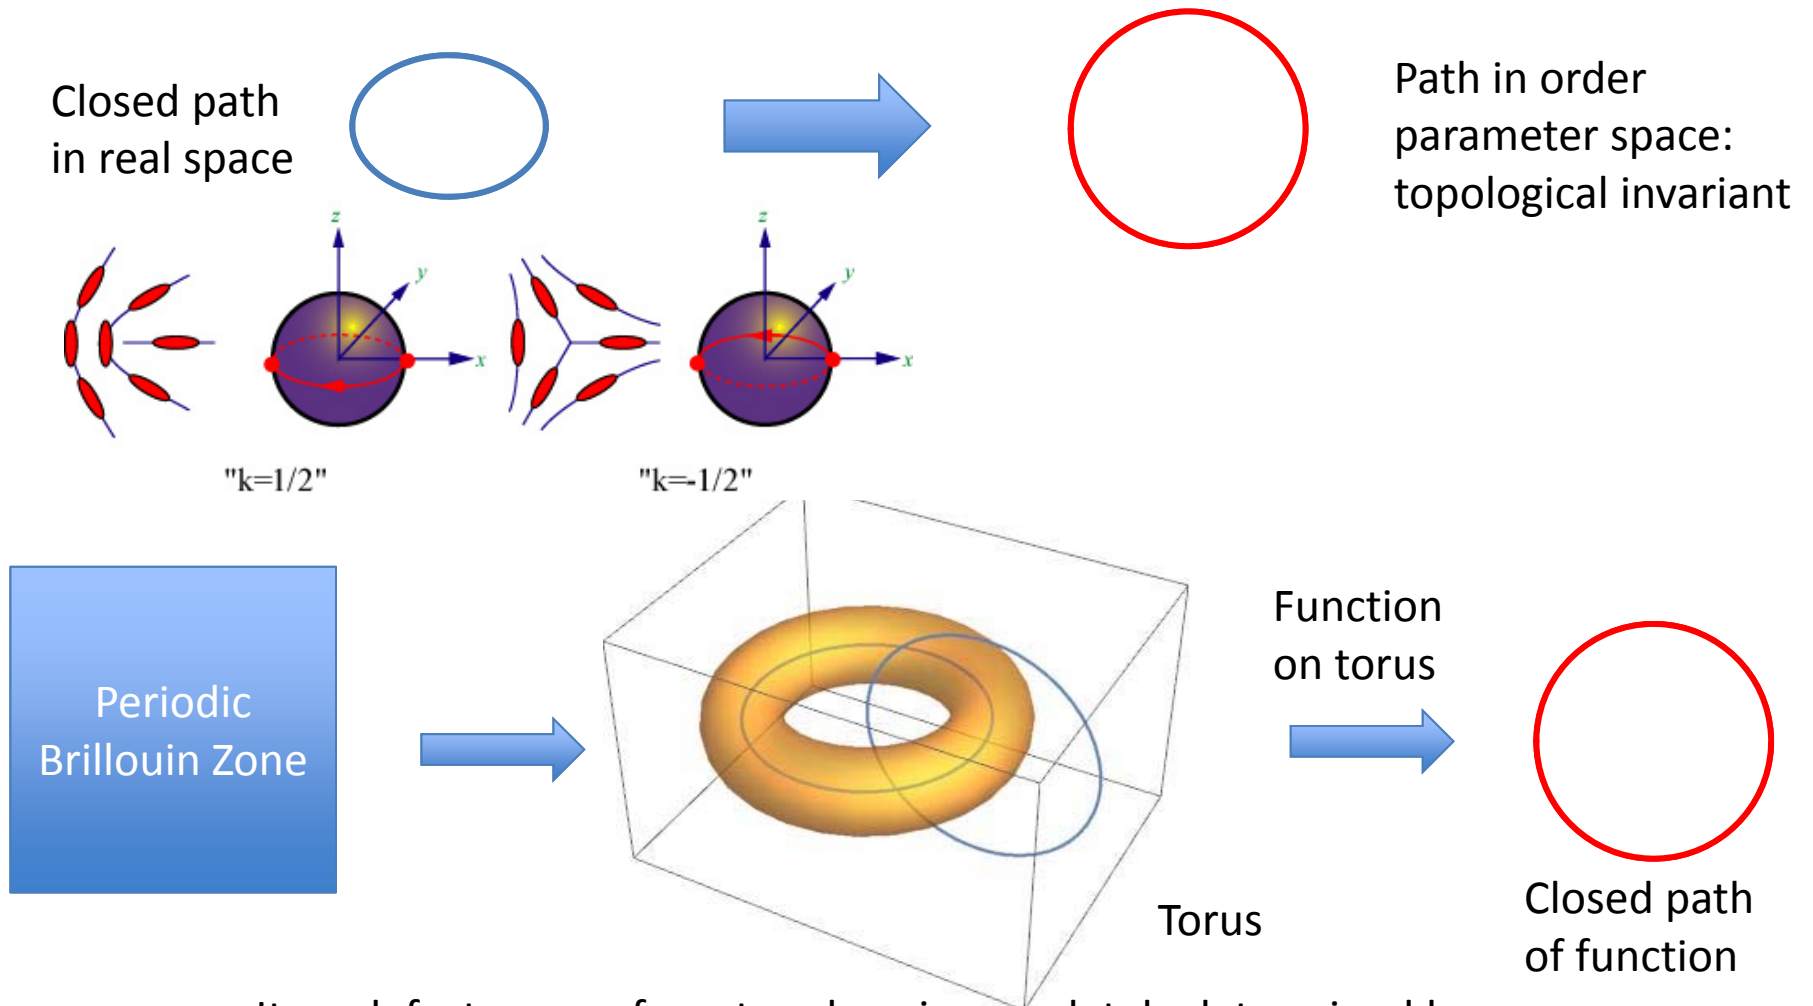 Closed path
in real space
Path in order
parameter space:
topological invariant
z
y
x
z
y
x
"k=1/2"
"k=-1/2"
Periodic
Brillouin Zone
Torus
Function
on torus
Closed path
of function